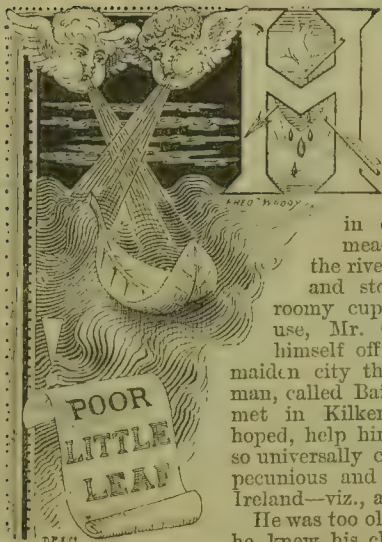 in
mea
the rive
and sto
roomy cup
use, Mr.
himself off
maiden city th
man, called Bai
met in Kilker
hoped, help hin
so universally c
pecunious and
Ireland—viz., a
He was too ol
he knew his cl
POOR
LITTLE
LEAF